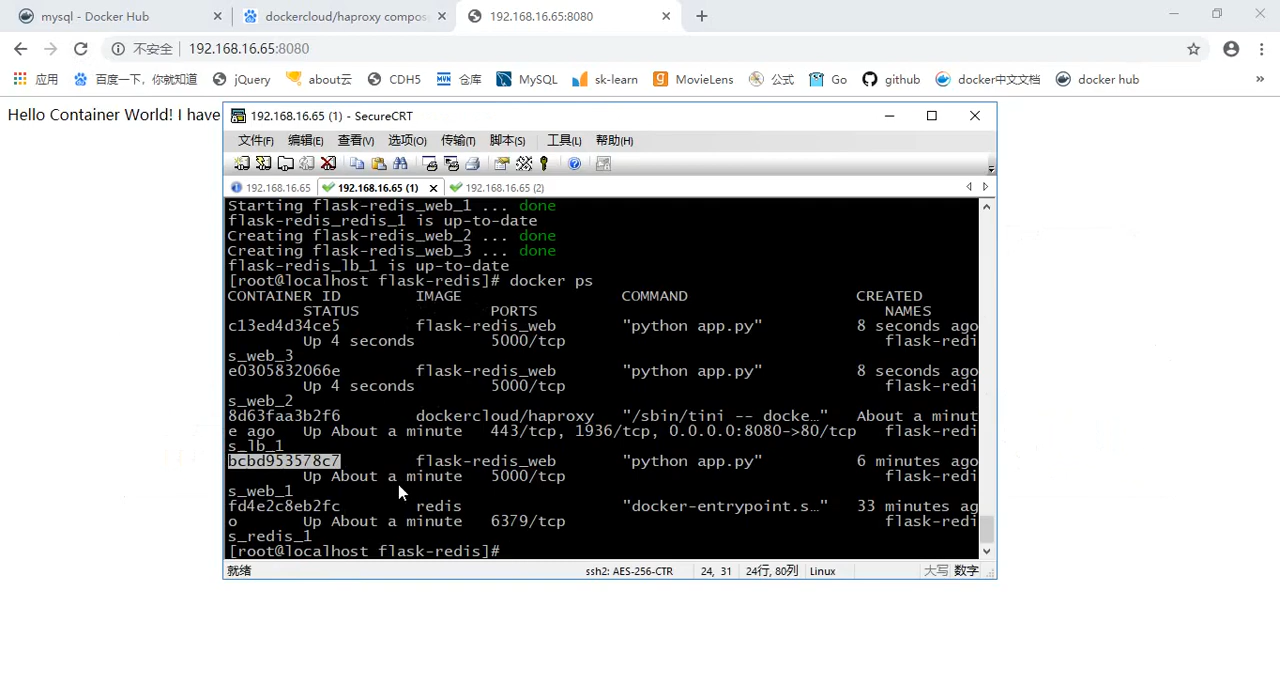 mysql - Docker Hub
dockercloud/haproxy compos
192.168.16.65:8080
不安全
192.168.16.65:8080
应用
百度一下，你就知道
jQuery
about云
CDH5
仓库
MySQL
sk-learn
MovieLens
公式
Go
github
docker中文文档
docker hub
»
Hello Container World! I have
192.168.16.65 (1) - SecureCRT
文件(F) 编辑(E) 查看(V) 选项(O) 传输(T) 脚本(S) 工具(L) 帮助(H)
192.168.16.65
192.168.16.65 (1)
192.168.16.65 (2)
Starting flask-redis_web_1 ... done
flask-redis_redis_1 is up-to-date
Creating flask-redis_web_2 ... done
Creating flask-redis_web_3 ... done
flask-redis_lb_1 is up-to-date
[root@localhost flask-redis]# docker ps
CONTAINER ID        IMAGE                 COMMAND                  CREATED
        STATUS              PORTS                                         NAMES
c13ed4d34ce5        flask-redis_web       "python app.py"          8 seconds ago
        Up 4 seconds        5000/tcp                                      flask-redi
s_web_3
e0305832066e        flask-redis_web       "python app.py"          8 seconds ago
        Up 4 seconds        5000/tcp                                      flask-redi
s_web_2
8d63faa3b2f6        dockercloud/haproxy   "/sbin/tini -- docke…"   About a minut
e ago   Up About a minute   443/tcp, 1936/tcp, 0.0.0.0:8080->80/tcp   flask-redi
s_lb_1
bcbd953578c7        flask-redis_web       "python app.py"          6 minutes ago
        Up About a minute   5000/tcp                                      flask-redi
s_web_1
fd4e2c8eb2fc        redis                 "docker-entrypoint.s…"   33 minutes ag
o       Up About a minute   6379/tcp                                      flask-redi
s_redis_1
[root@localhost flask-redis]#
就绪
ssh2: AES-256-CTR
24, 31
24行, 80列
Linux
大写 数字